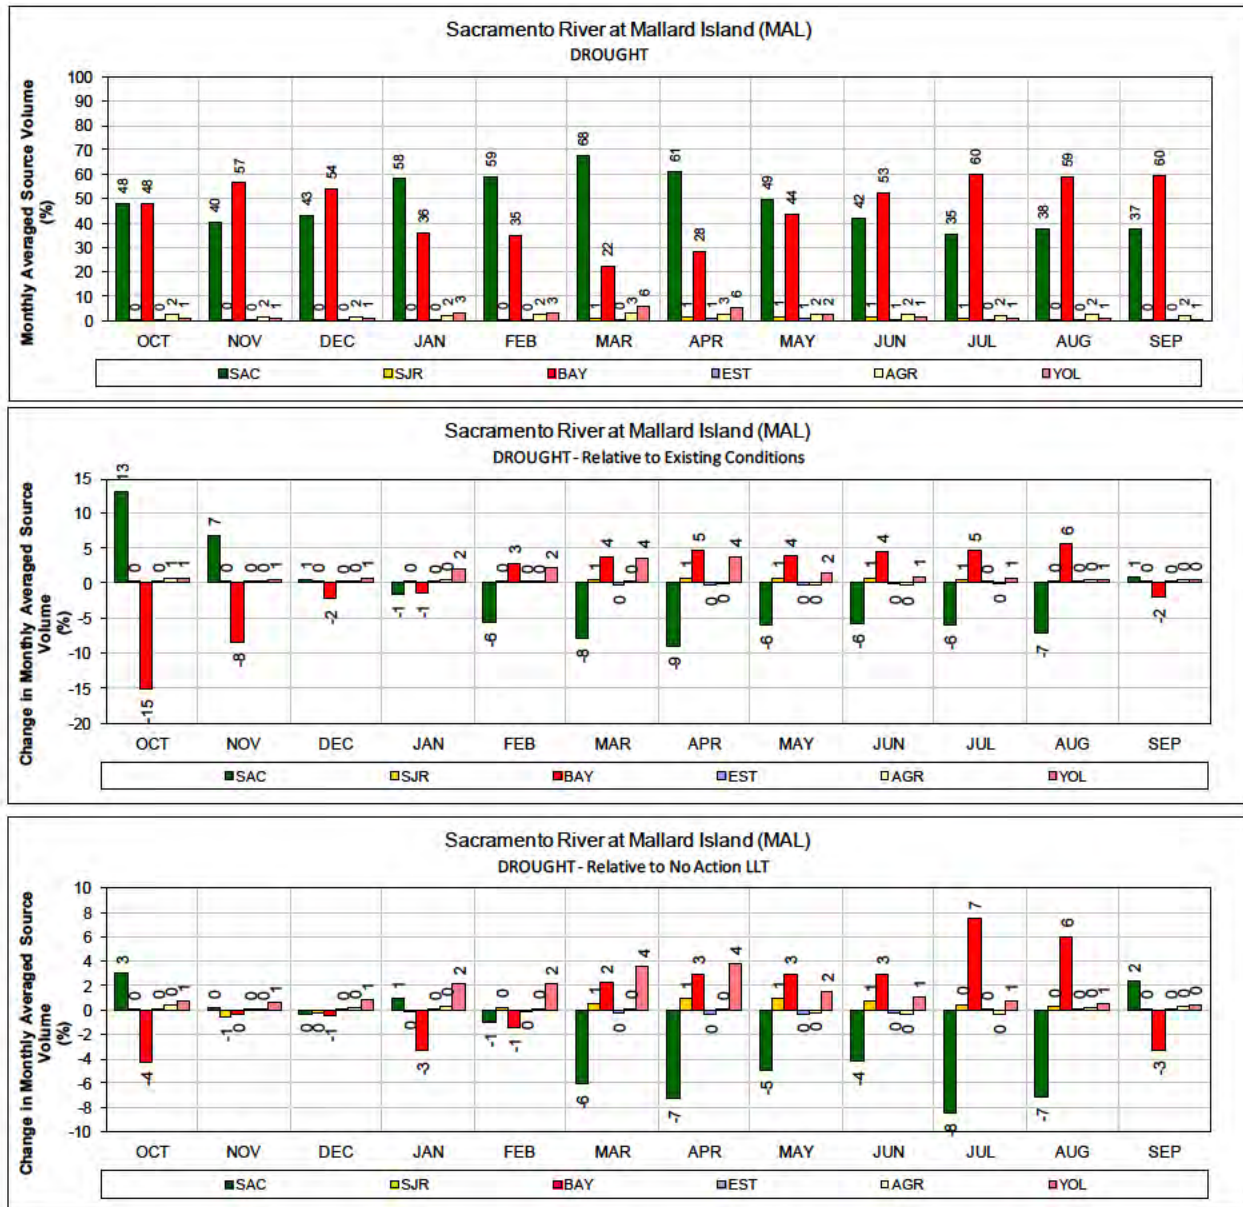 Sacramento River at Mallard Island (MAL)
DROUGHT
Monthly Averaged Source Volume
(%)
100
90
80
70
60
50
40
30
20
10
0
48 0 48 0 2 1
40 0 57 0 2 1
43 0 54 0 2 1
58 0 36 0 2 3
59 0 35 0 2 3
68 1 22 0 3 6
61 1 28 1 3 6
49 1 44 1 2 2
42 1 53 1 2 1
35 1 60 0 2 1
38 0 59 0 2 1
37 0 60 0 2 1
OCT NOV DEC JAN FEB MAR APR MAY JUN JUL AUG SEP
SAC SJR BAY EST AGR YOL
Sacramento River at Mallard Island (MAL)
DROUGHT - Relative to Existing Conditions
Change in Monthly Averaged Source
Volume
(%)
15
10
5
0
-5
-10
-15
-20
13 0 -15 0 1 1
7 0 -8 0 0 1
1 0 -2 0 0 1
-1 0 -1 0 0 2
-6 0 3 0 0 2
-8 1 4 0 0 4
-9 1 5 0 0 4
-6 1 4 0 0 2
-6 1 4 0 0 1
-6 1 5 0 0 1
-7 0 6 0 0 1
1 0 -2 0 0 0
OCT NOV DEC JAN FEB MAR APR MAY JUN JUL AUG SEP
SAC SJR BAY EST AGR YOL
Sacramento River at Mallard Island (MAL)
DROUGHT - Relative to No Action LLT
Change in Monthly Averaged Source
Volume
(%)
10
8
6
4
2
0
-2
-4
-6
-8
-10
3 0 -4 0 0 1
0 -1 0 0 0 1
0 0 -1 0 0 1
1 0 -3 0 0 2
-1 0 -1 0 0 2
-6 1 2 0 0 4
-7 1 3 0 0 4
-5 1 3 0 0 2
-4 1 3 0 0 1
-8 0 7 0 0 1
-7 0 6 0 0 1
2 0 -3 0 0 0
OCT NOV DEC JAN FEB MAR APR MAY JUN JUL AUG SEP
SAC SJR BAY EST AGR YOL